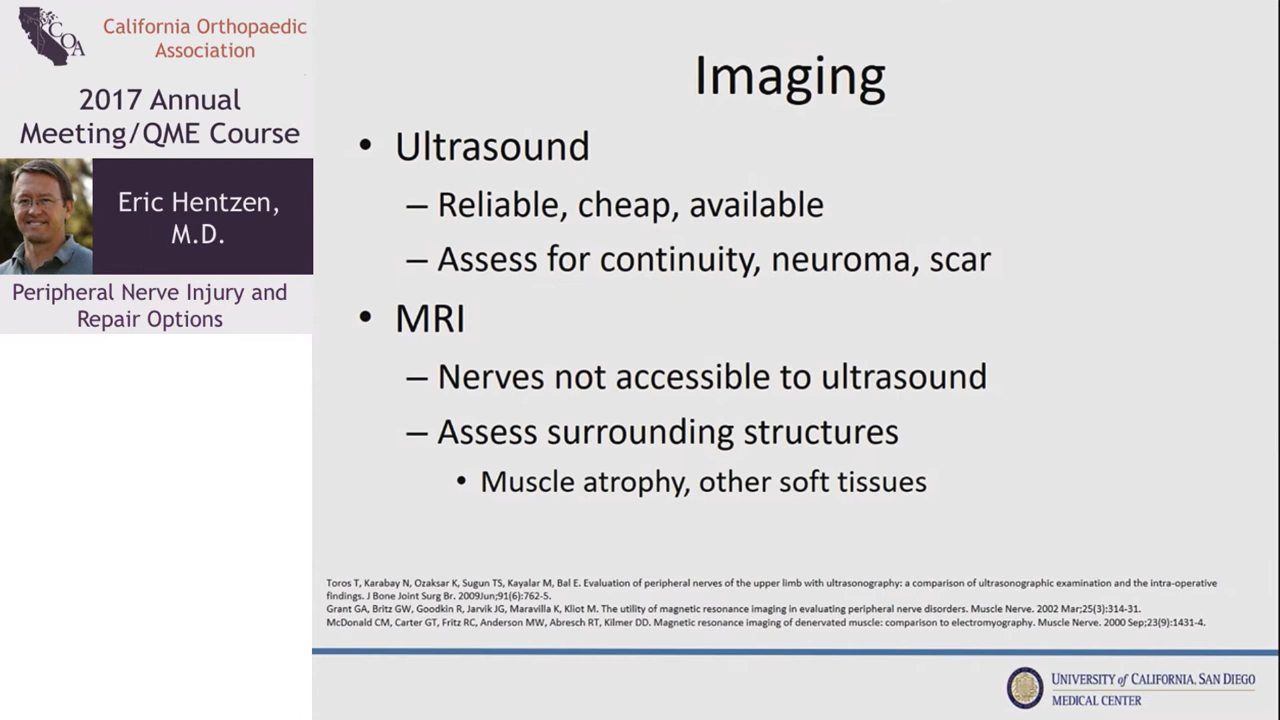 COA
California Orthopaedic
Association
2017 Annual
Meeting/QME Course
Eric Hentzen,
M.D.
Peripheral Nerve Injury and
Repair Options
Imaging
• Ultrasound
– Reliable, cheap, available
– Assess for continuity, neuroma, scar
• MRI
– Nerves not accessible to ultrasound
– Assess surrounding structures
• Muscle atrophy, other soft tissues
Toros T, Karabay N, Ozaksar K, Sugun TS, Kayalar M, Bal E. Evaluation of peripheral nerves of the upper limb with ultrasonography: a comparison of ultrasonographic examination and the intra-operative
findings. J Bone Joint Surg Br. 2009Jun;91(6):762-5.
Grant GA, Britz GW, Goodkin R, Jarvik JG, Maravilla K, Kliot M. The utility of magnetic resonance imaging in evaluating peripheral nerve disorders. Muscle Nerve. 2002 Mar;25(3):314-31.
McDonald CM, Carter GT, Fritz RC, Anderson MW, Abresch RT, Kilmer DD. Magnetic resonance imaging of denervated muscle: comparison to electromyography. Muscle Nerve. 2000 Sep;23(9):1431-4.
UNIVERSITY of CALIFORNIA, SAN DIEGO
MEDICAL CENTER